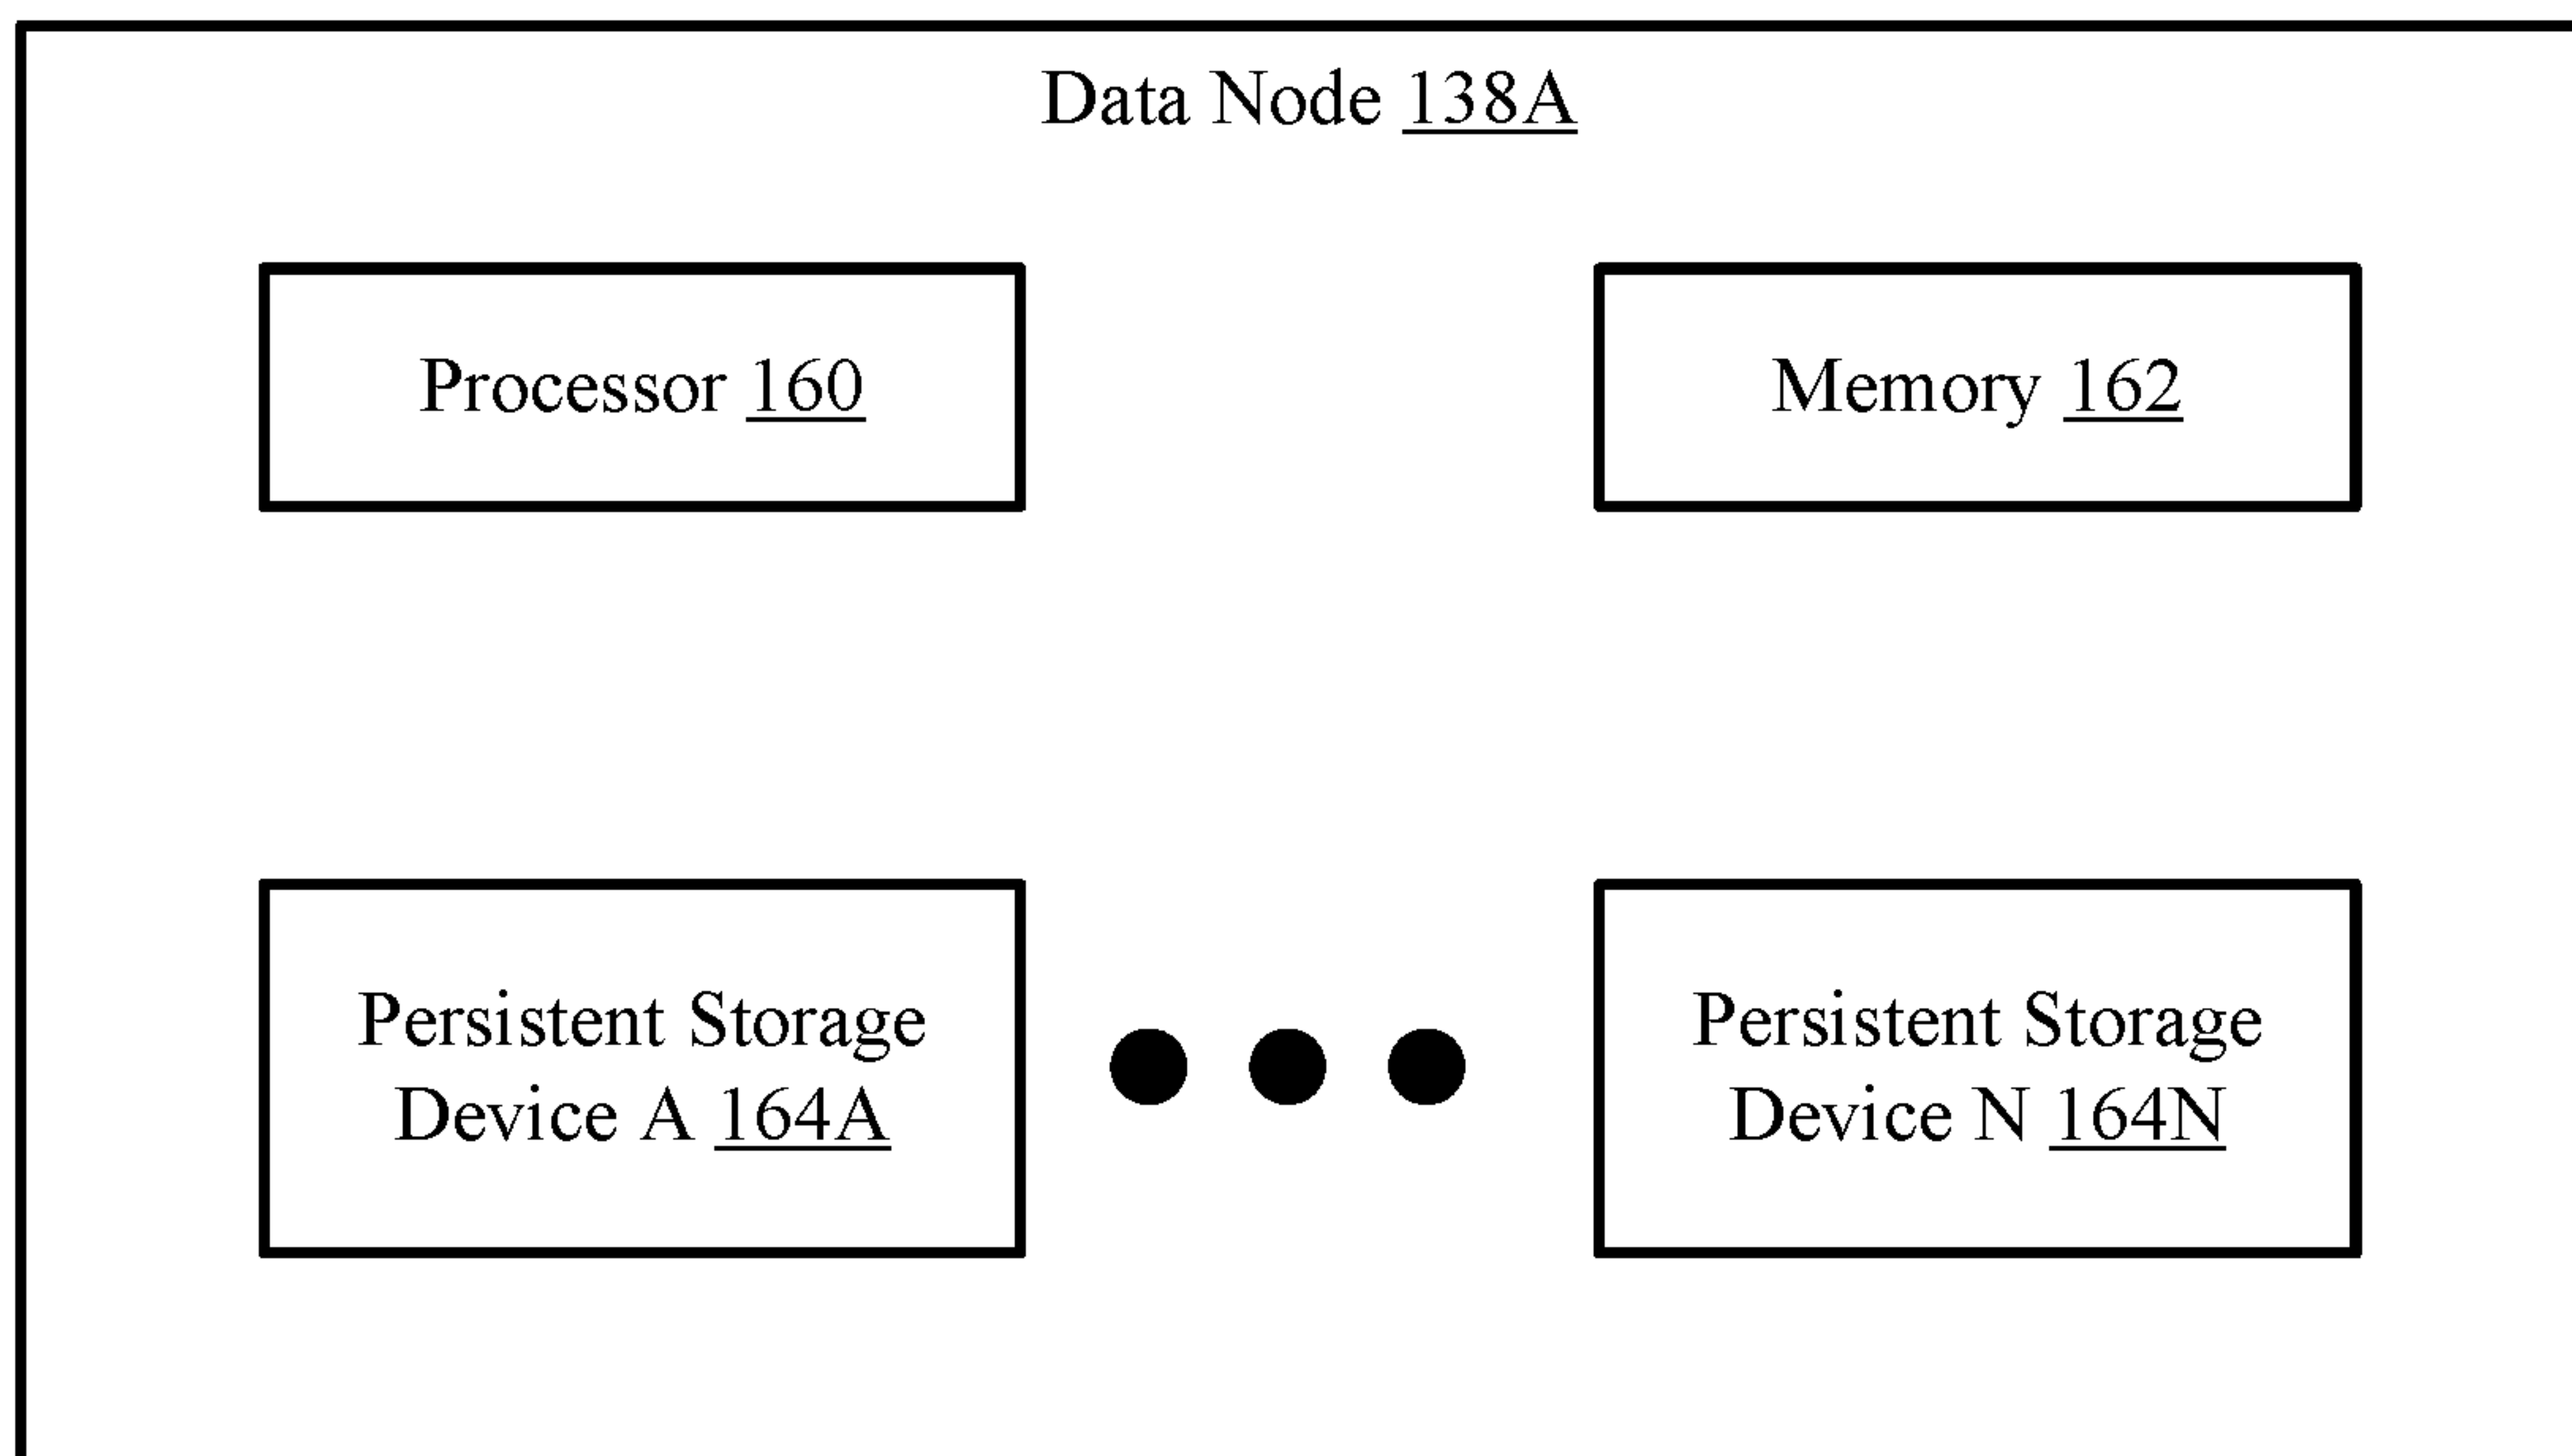 Data Node 138A
Processor 160
Memory 162
Persistent Storage
Device A 164A
Persistent Storage
Device N 164N